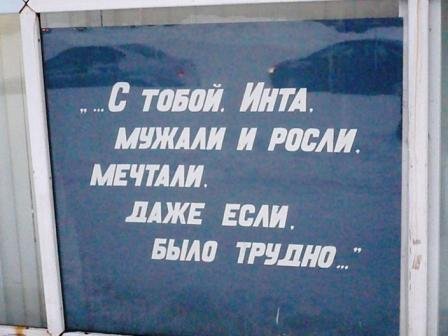 „...С тобой, Инта,
мужали и росли,
мечтали,
даже если,
было трудно..."